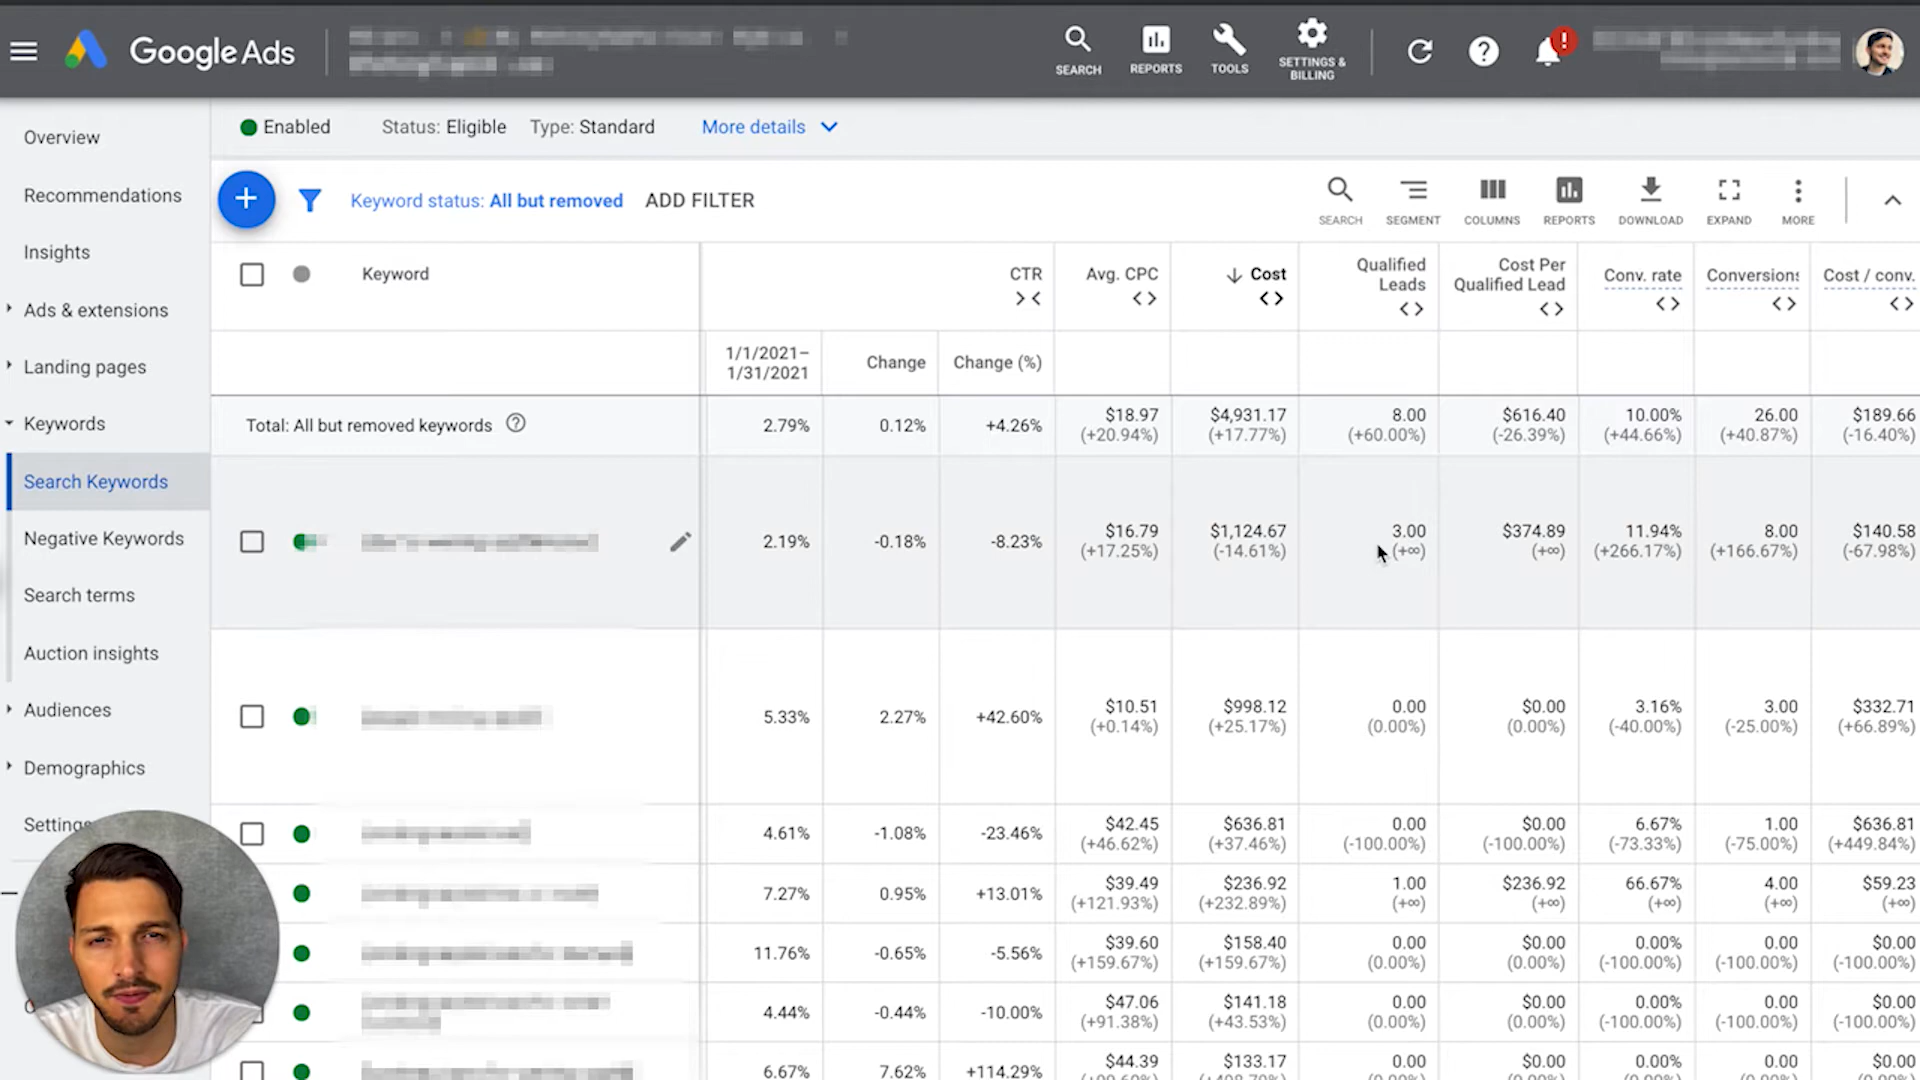 Google Ads
SEARCH
REPORTS
TOOLS
SETTINGS &
BILLING
!
Overview
Recommendations
Insights
Ads & extensions
Landing pages
Keywords
Search Keywords
Negative Keywords
Search terms
Auction insights
Audiences
Demographics
Settings
Enabled Status: Eligible Type: Standard More details
Keyword status: All but removed ADD FILTER
SEARCH SEGMENT COLUMNS REPORTS DOWNLOAD EXPAND MORE
Keyword CTR Avg. CPC Cost Qualified Leads Cost Per Qualified Lead Conv. rate Conversions Cost / conv.
1/1/2021–
1/31/2021 Change Change (%)
Total: All but removed keywords 2.79% 0.12% +4.26% $18.97 $4,931.17 8.00 $616.40 10.00% 26.00 $189.66
(+20.94%) (+17.77%) (+60.00%) (-26.39%) (+44.66%) (+40.87%) (-16.40%)
2.19% -0.18% -8.23% $16.79 $1,124.67 3.00 $374.89 11.94% 8.00 $140.58
(+17.25%) (-14.61%) (+∞) (+∞) (+266.17%) (+166.67%) (-67.98%)
5.33% 2.27% +42.60% $10.51 $998.12 0.00 $0.00 3.16% 3.00 $332.71
(+0.14%) (+25.17%) (0.00%) (0.00%) (-40.00%) (-25.00%) (+66.89%)
4.61% -1.08% -23.46% $42.45 $636.81 0.00 $0.00 6.67% 1.00 $636.81
(+46.62%) (+37.46%) (-100.00%) (-100.00%) (-73.33%) (-75.00%) (+449.84%)
7.27% 0.95% +13.01% $39.49 $236.92 1.00 $236.92 66.67% 4.00 $59.23
(+121.93%) (+232.89%) (+∞) (+∞) (+∞) (+∞) (+∞)
11.76% -0.65% -5.56% $39.60 $158.40 0.00 $0.00 0.00% 0.00 $0.00
(+159.67%) (+159.67%) (0.00%) (0.00%) (-100.00%) (-100.00%) (-100.00%)
4.44% -0.44% -10.00% $47.06 $141.18 0.00 $0.00 0.00% 0.00 $0.00
(+91.38%) (+43.53%) (0.00%) (0.00%) (-100.00%) (-100.00%) (-100.00%)
6.67% 7.62% +114.29% $44.39 $133.17 0.00 $0.00 0.00% 0.00 $0.00